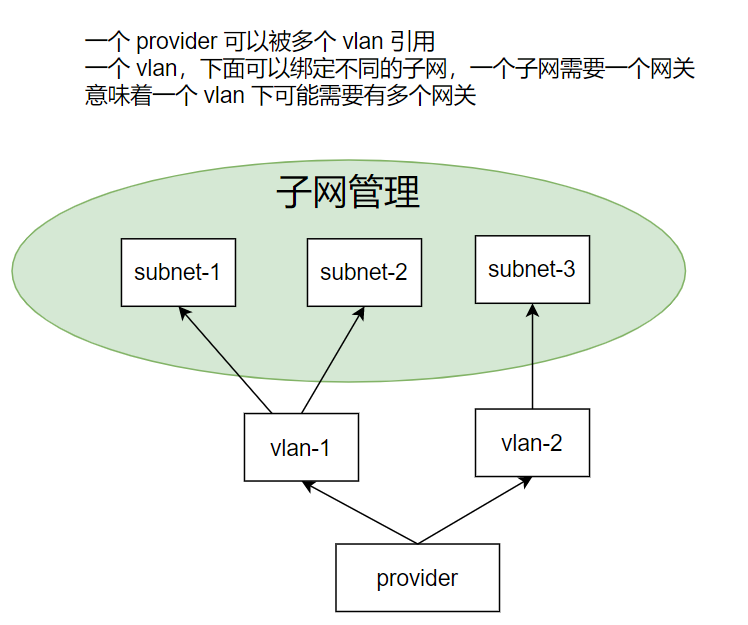 一个 provider 可以被多个 vlan 引用
一个 vlan，下面可以绑定不同的子网，一个子网需要一个网关
意味着一个 vlan 下可能需要有多个网关
子网管理
subnet-1
subnet-2
subnet-3
vlan-1
vlan-2
provider